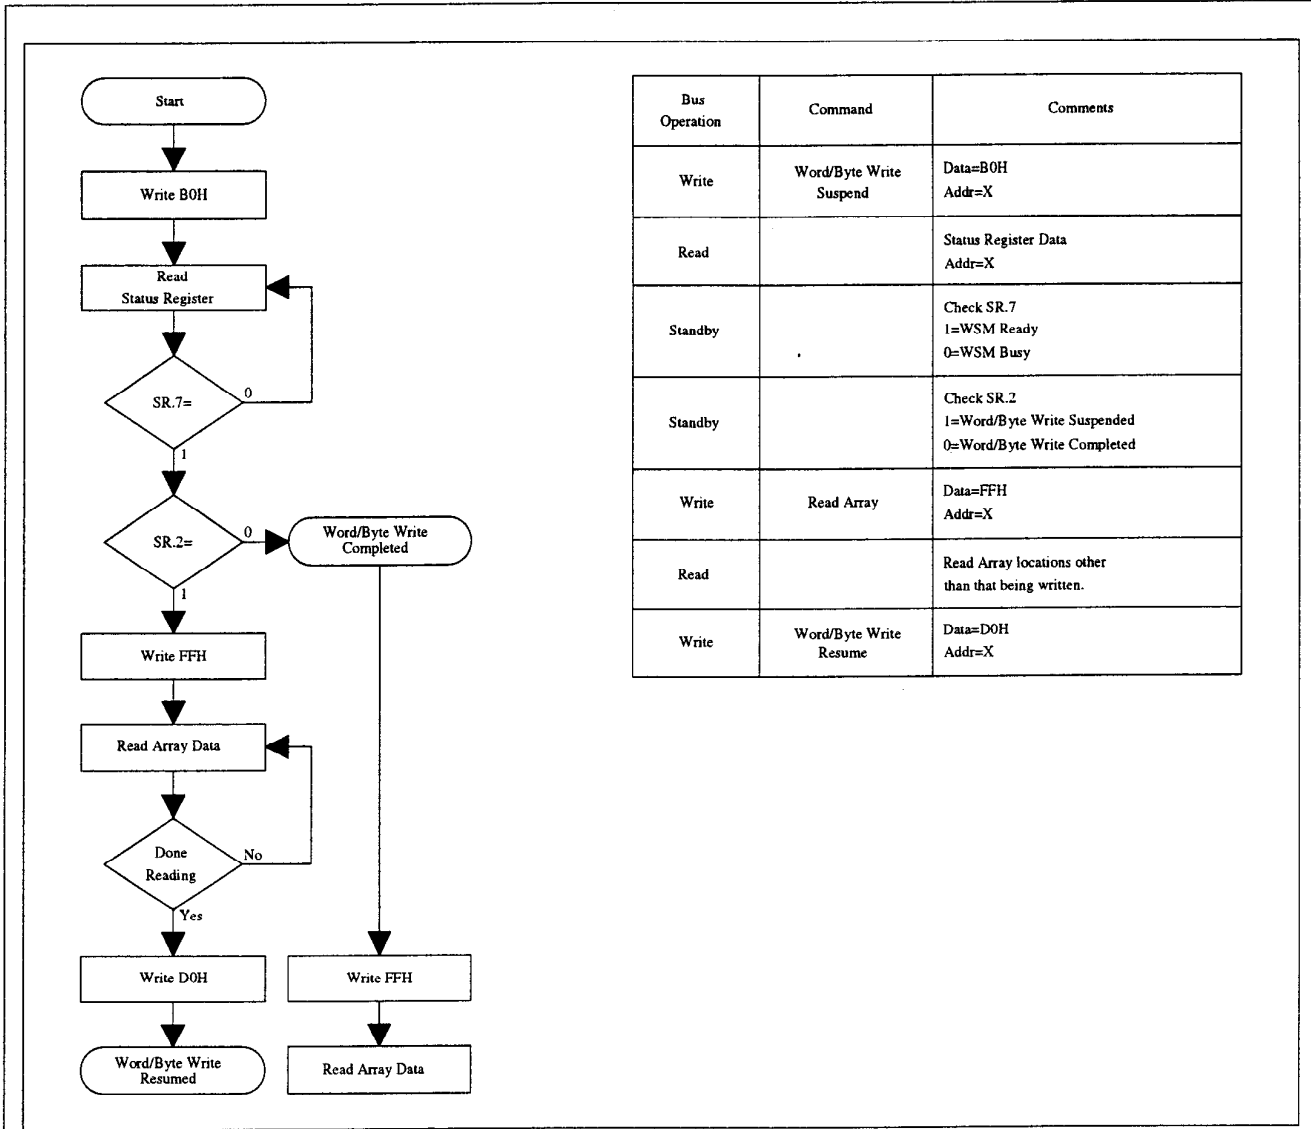 Start
Write B0H
Read
Status Register
SR.7=
0
1
SR.2=
0
Word/Byte Write
Completed
1
Write FFH
Read Array Data
Done
Reading
No
Yes
Write D0H
Write FFH
Word/Byte Write
Resumed
Read Array Data
Bus
Operation
Command
Comments
Write
Word/Byte Write
Suspend
Data=B0H
Addr=X
Read
Status Register Data
Addr=X
Standby
Check SR.7
1=WSM Ready
0=WSM Busy
Standby
Check SR.2
1=Word/Byte Write Suspended
0=Word/Byte Write Completed
Write
Read Array
Data=FFH
Addr=X
Read
Read Array locations other
than that being written.
Write
Word/Byte Write
Resume
Data=D0H
Addr=X